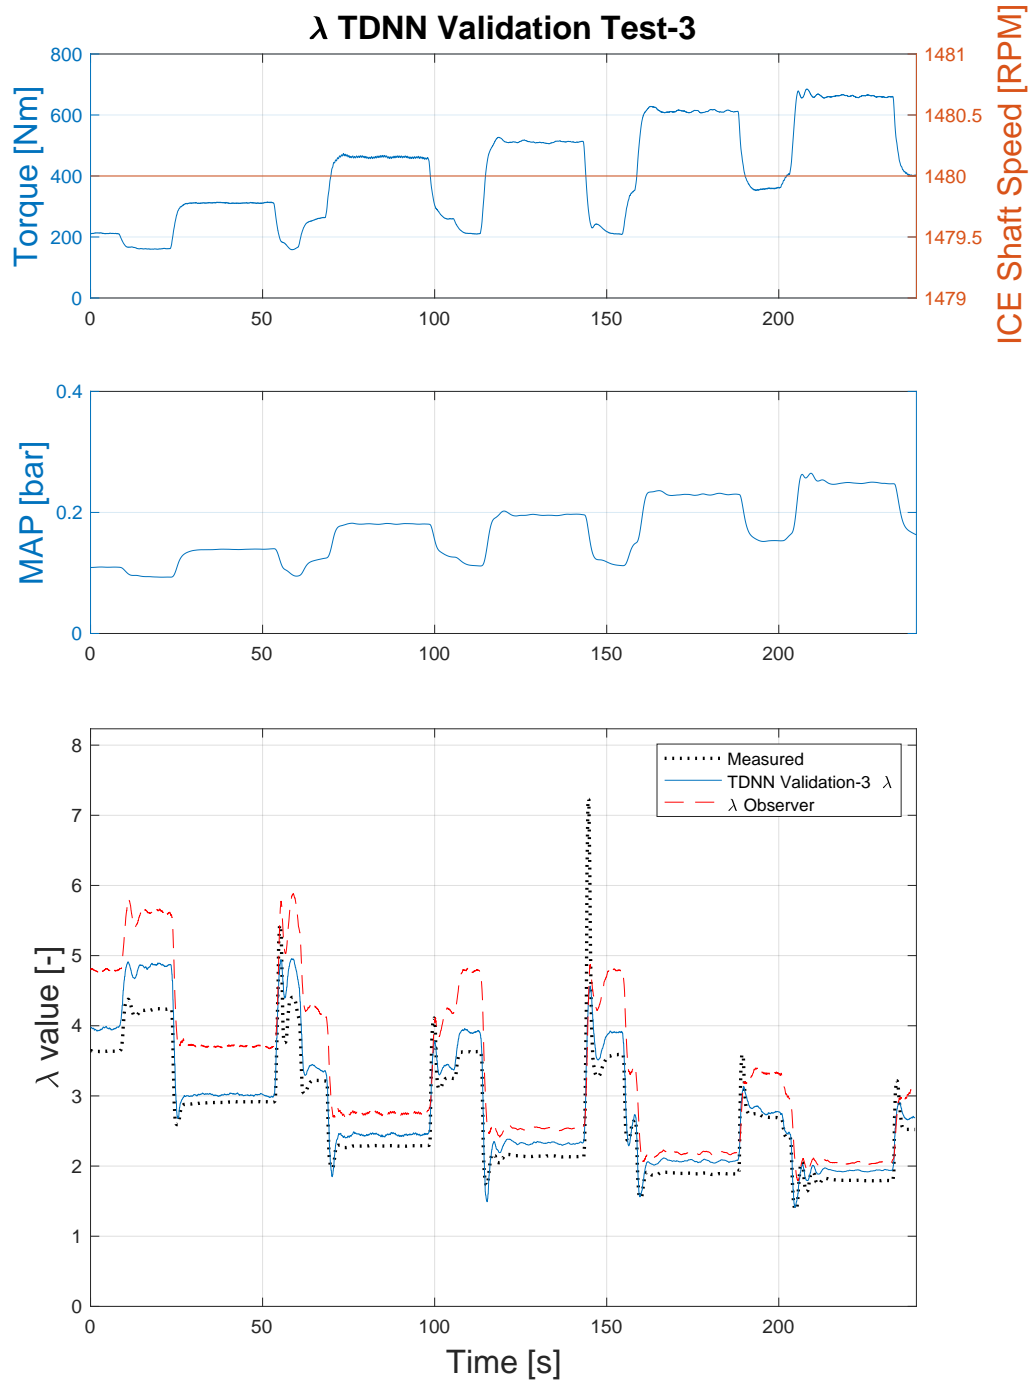 λ TDNN Validation Test-3
Torque [Nm]
800
600
400
200
0
0 50 100 150 200
1481
1480.5
1480
1479.5
1479
ICE Shaft Speed [RPM]
MAP [bar]
0.4
0.2
0
0 50 100 150 200
λ value [-]
8
7
6
5
4
3
2
1
0
Measured
TDNN Validation-3 λ
λ Observer
0 50 100 150 200
Time [s]